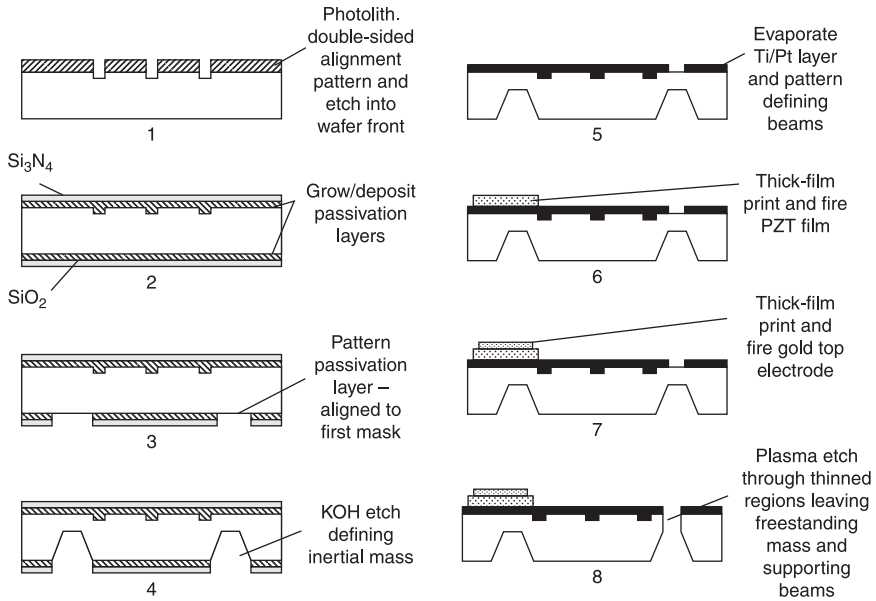 Photolith.
double-sided
alignment
pattern and
etch into
wafer front
1
Si3N4
Grow/deposit
passivation
layers
SiO2
2
Pattern
passivation
layer –
aligned to
first mask
3
KOH etch
defining
inertial mass
4
Evaporate
Ti/Pt layer
and pattern
defining
beams
5
Thick-film
print and fire
PZT film
6
Thick-film
print and
fire gold top
electrode
7
Plasma etch
through thinned
regions leaving
freestanding
mass and
supporting
beams
8